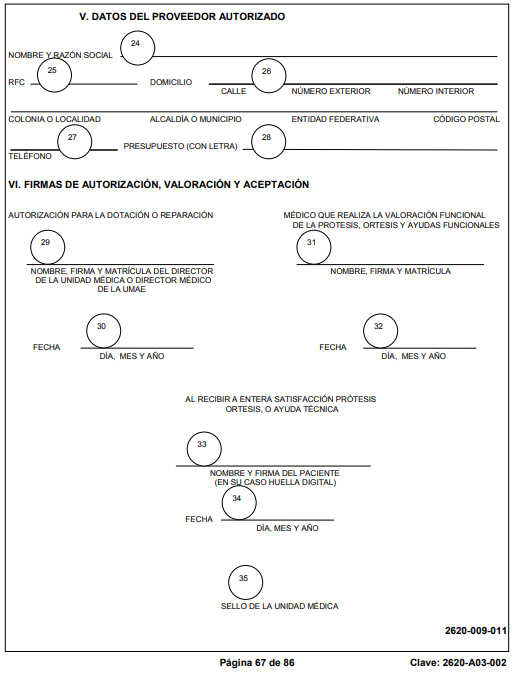 V. DATOS DEL PROVEEDOR AUTORIZADO
24
NOMBRE Y RAZÓN SOCIAL
25
26
RFC DOMICILIO
CALLE NÚMERO EXTERIOR NÚMERO INTERIOR
COLONIA O LOCALIDAD ALCALDÍA O MUNICIPIO ENTIDAD FEDERATIVA CÓDIGO POSTAL
27 28
PRESUPUESTO (CON LETRA)
TELÉFONO
VI. FIRMAS DE AUTORIZACIÓN, VALORACIÓN Y ACEPTACIÓN
AUTORIZACIÓN PARA LA DOTACIÓN O REPARACIÓN
29
NOMBRE, FIRMA Y MATRÍCULA DEL DIRECTOR
DE LA UNIDAD MÉDICA O DIRECTOR MÉDICO
DE LA UMAE
30
FECHA
DÍA, MES Y AÑO
MÉDICO QUE REALIZA LA VALORACIÓN FUNCIONAL
DE LA PROTESIS, ORTESIS Y AYUDAS FUNCIONALES
31
NOMBRE, FIRMA Y MATRÍCULA
32
FECHA
DÍA, MES Y AÑO
AL RECIBIR A ENTERA SATISFACCIÓN PRÓTESIS
ORTESIS, O AYUDA TÉCNICA
33
NOMBRE Y FIRMA DEL PACIENTE
(EN SU CASO HUELLA DIGITAL)
34
FECHA
DÍA, MES Y AÑO
35
SELLO DE LA UNIDAD MÉDICA
2620-009-011
Página 67 de 86 Clave: 2620-A03-002